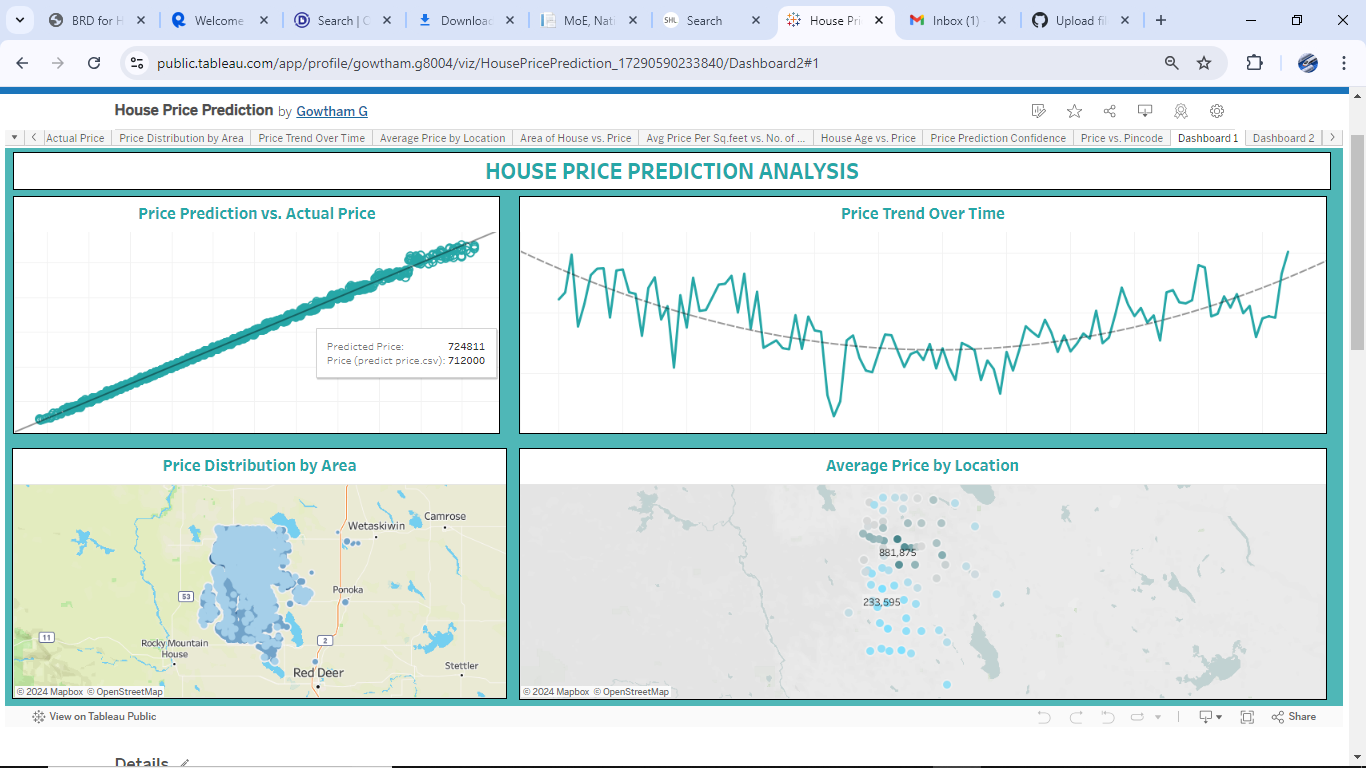 BRD for H
Welcome
Search | C
Downloac
MoE, Nati
SHL Search
House Pri
Inbox (1)
Upload fil
public.tableau.com/app/profile/gowtham.g8004/viz/HousePricePrediction_17290590233840/Dashboard2#1
House Price Prediction by Gowtham G
Actual Price
Price Distribution by Area
Price Trend Over Time
Average Price by Location
Area of House vs. Price
Avg Price Per Sq.feet vs. No. of ...
House Age vs. Price
Price Prediction Confidence
Price vs. Pincode
Dashboard 1
Dashboard 2
HOUSE PRICE PREDICTION ANALYSIS
Price Prediction vs. Actual Price
Predicted Price: 724811
Price (predict price.csv): 712000
Price Trend Over Time
Price Distribution by Area
Camrose
Wetaskiwin
53
Ponoka
11
Rocky Mountain
House
2
Red Deer
Stettler
© 2024 Mapbox © OpenStreetMap
Average Price by Location
881,875
233,595
© 2024 Mapbox © OpenStreetMap
View on Tableau Public
Share
Details